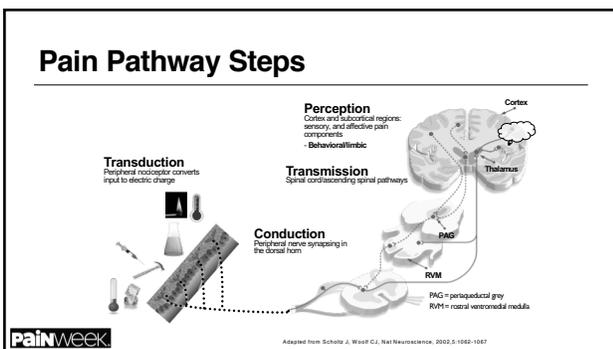 Pain Pathway Steps
Perception
Cortex and subcortical regions:
sensory, and affective pain
components
- Behavioral/limbic
Cortex
Thalamus
Transduction
Peripheral nociceptor converts
input to electric charge
Transmission
Spinal cord/ascending spinal pathways
Conduction
Peripheral nerve synapsing in
the dorsal horn
PAG
RVM
PAG = periaqueductal grey
RVM = rostral ventromedial medulla
PAINWEEK.
Adapted from Scholtz J, Woolf CJ, Nat Neuroscience, 2002,5:1062-1067